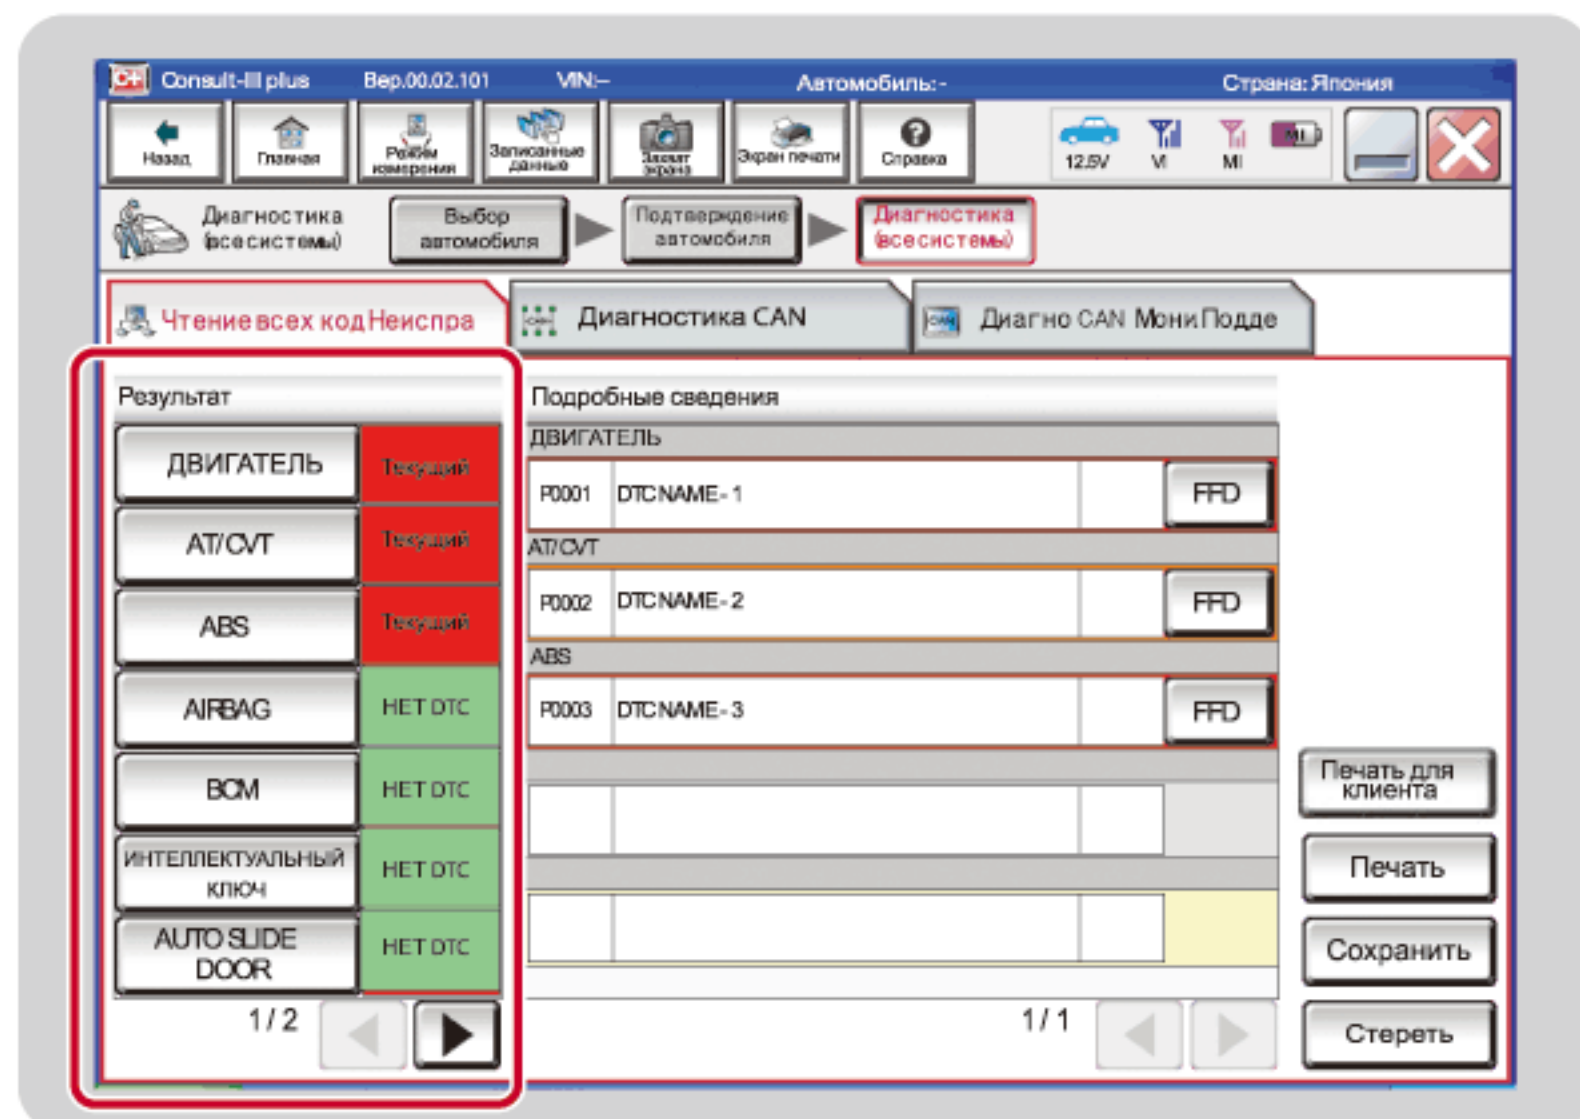 C+ Consult-III plus Вер.00.02.101 VIN:– Автомобиль:- Страна: Япония
Назад
Главная
Режим
измерения
Записанные
данные
Захват
экрана
Экран печати
Справка
12.5V
VI
MI
MI
Диагностика
(все системы)
Выбор
автомобиля
Подтверждение
автомобиля
Диагностика
(все системы)
Чтение всех код Неиспра
CAN
Диагностика CAN
CAN
Диагно CAN Мони Подде
Результат
ДВИГАТЕЛЬ Текущий
AT/CVT Текущий
ABS Текущий
AIRBAG НЕТ DTC
BCM НЕТ DTC
ИНТЕЛЛЕКТУАЛЬНЫЙ
КЛЮЧ
НЕТ DTC
AUTO SLIDE
DOOR
НЕТ DTC
1/2
Подробные сведения
ДВИГАТЕЛЬ
P0001 DTC NAME-1 FFD
AT/CVT
P0002 DTC NAME-2 FFD
ABS
P0003 DTC NAME-3 FFD
1/1
Печать для
клиента
Печать
Сохранить
Стереть